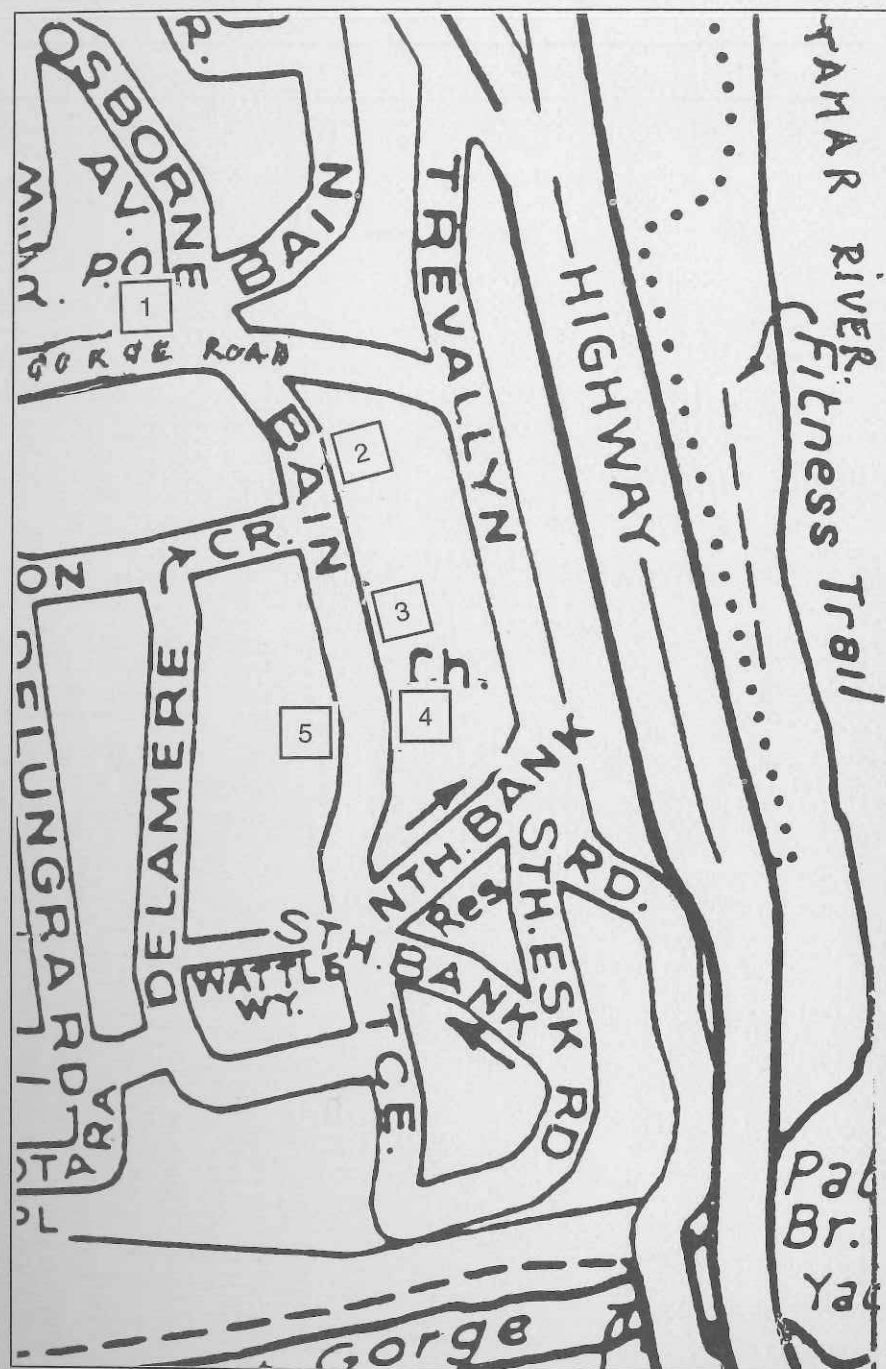 OSBORNE
AV.
R.
BAIN
P.O
1
GORGE ROAD
TREVALLYN
HIGHWAY
TAMAR RIVER.
Fitness Trail
BAIN
2
CR.
ON
3
Ch.
4
5
DELAMERE
DELUNGRA RD
NTH. BANK
RD.
Res
STH. ESK RD
STH. BANK
WATTLE
WY.
TCE.
TARA
PL
Gorge
Br.